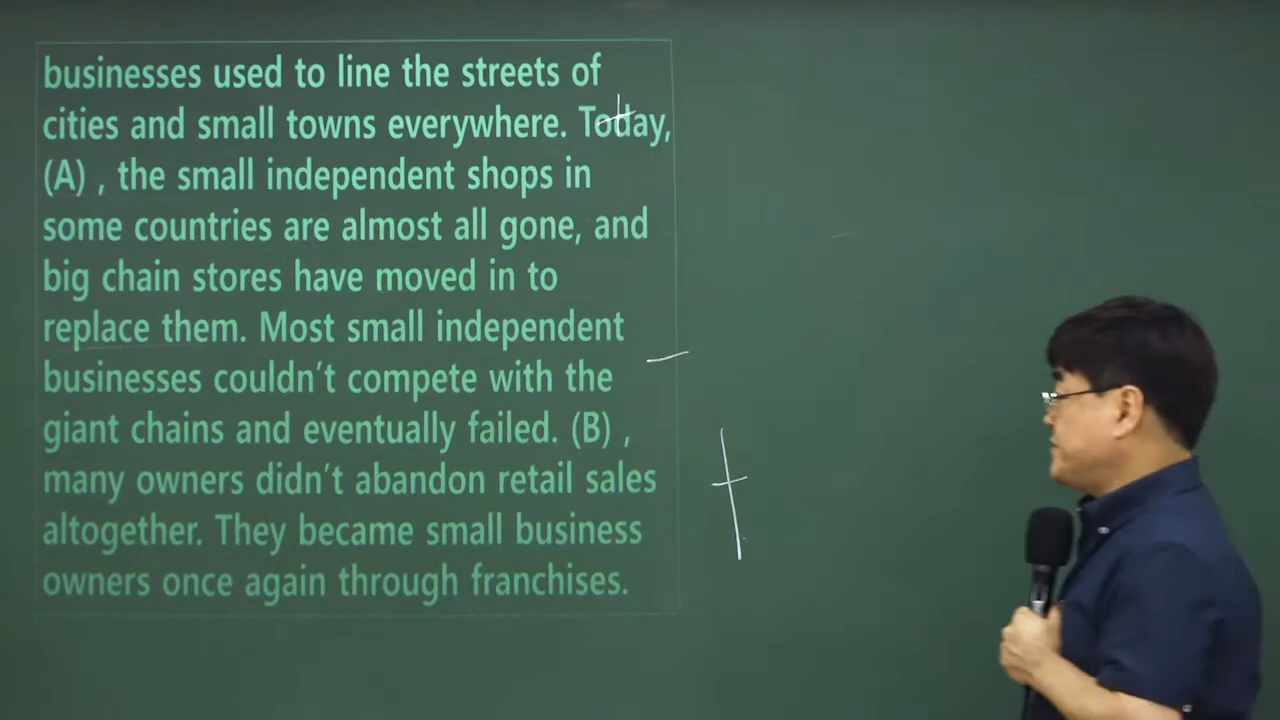 businesses used to line the streets of
cities and small towns everywhere. Today,
(A) , the small independent shops in
some countries are almost all gone, and
big chain stores have moved in to
replace them. Most small independent
businesses couldn't compete with the
giant chains and eventually failed. (B) ,
many owners didn't abandon retail sales
altogether. They became small business
owners once again through franchises.